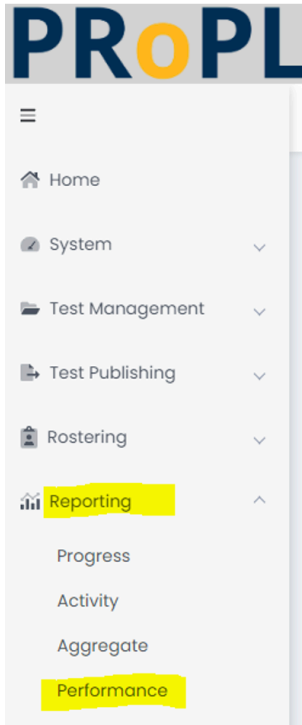 PRoPL
Home
System
Test Management
Test Publishing
Rostering
Reporting
Progress
Activity
Aggregate
Performance